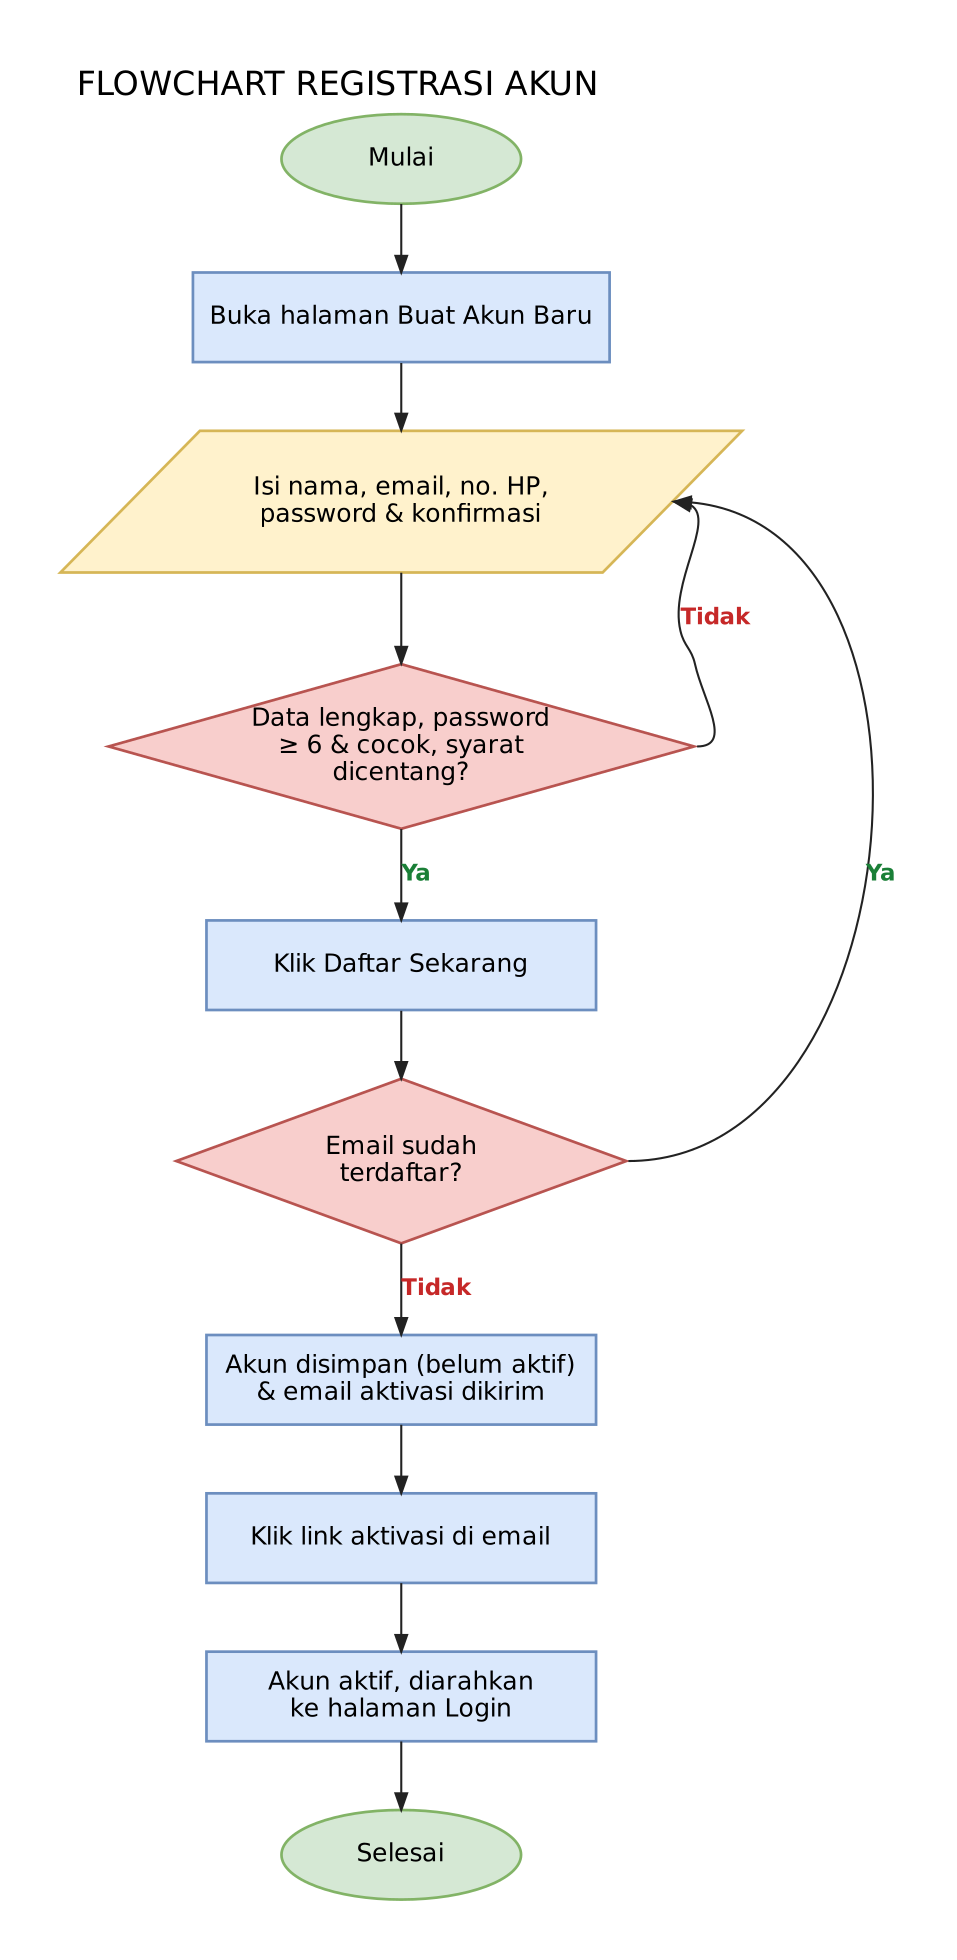 FLOWCHART REGISTRASI AKUN
Mulai
Buka halaman Buat Akun Baru
Isi nama, email, no. HP,
password & konfirmasi
Tidak
Data lengkap, password
≥ 6 & cocok, syarat
dicentang?
Ya
Ya
Klik Daftar Sekarang
Email sudah
terdaftar?
Tidak
Akun disimpan (belum aktif)
& email aktivasi dikirim
Klik link aktivasi di email
Akun aktif, diarahkan
ke halaman Login
Selesai